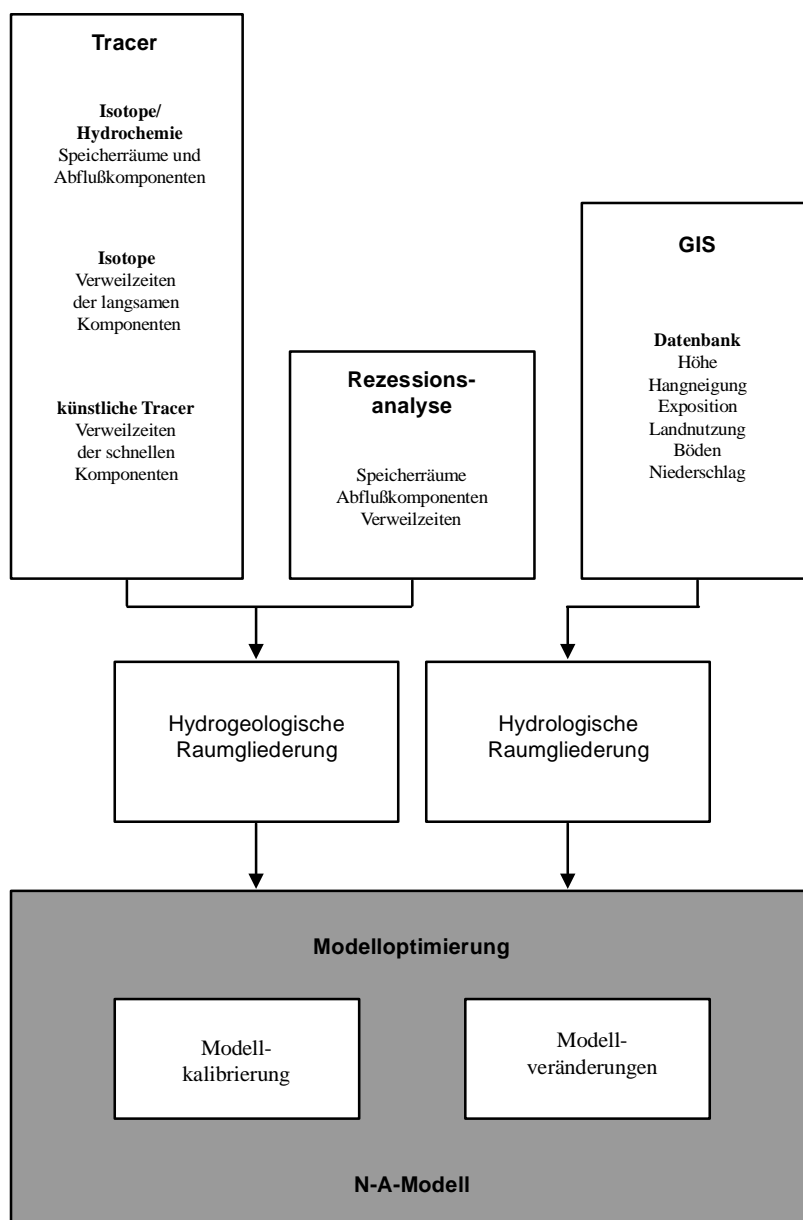 Tracer
Isotope/
Hydrochemie
Speicherräume und
Abflußkomponenten
Isotope
Verweilzeiten
der langsamen
Komponenten
künstliche Tracer
Verweilzeiten
der schnellen
Komponenten
Rezessions-
analyse
Speicherräume
Abflußkomponenten
Verweilzeiten
GIS
Datenbank
Höhe
Hangneigung
Exposition
Landnutzung
Böden
Niederschlag
Hydrogeologische
Raumgliederung
Hydrologische
Raumgliederung
Modelloptimierung
Modell-
kalibrierung
Modell-
veränderungen
N-A-Modell